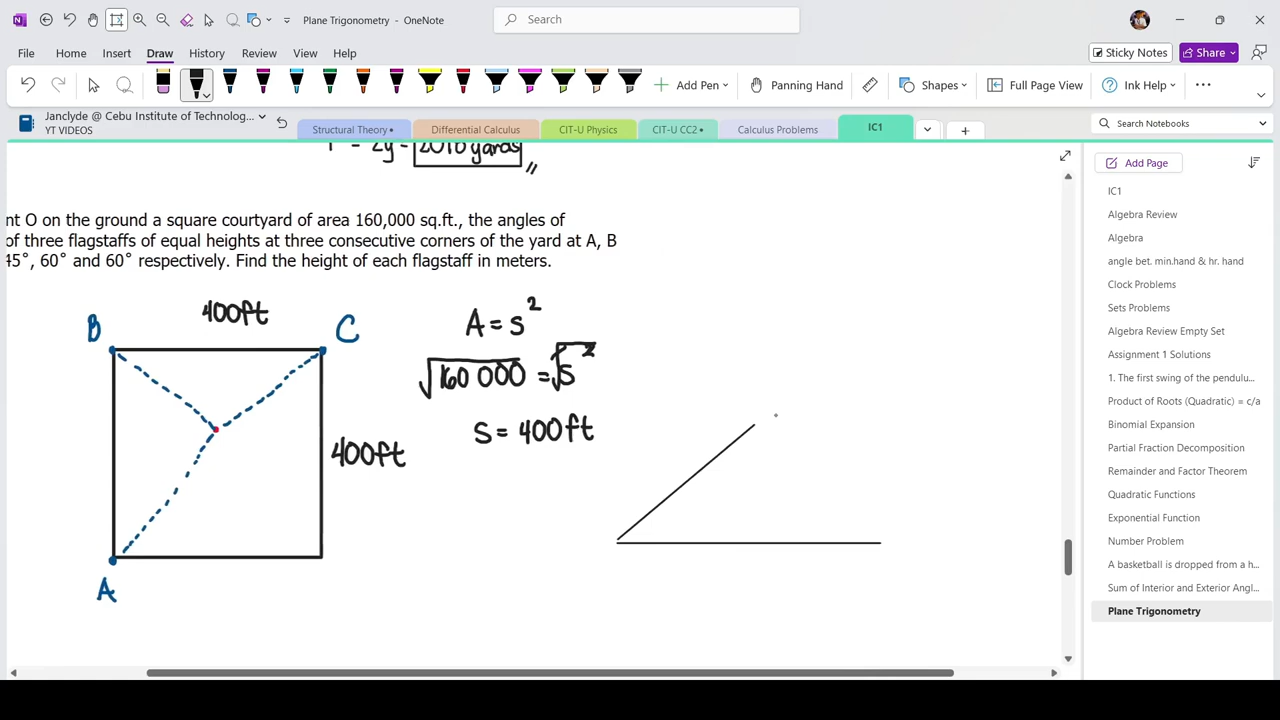 Plane Trigonometry - OneNote
Search
File Home Insert Draw History Review View Help
Sticky Notes
Share
Add Pen
Panning Hand
Shapes
Full Page View
Ink Help
Janclyde @ Cebu Institute of Technolog...
YT VIDEOS
Structural Theory
Differential Calculus
CIT-U Physics
CIT-U CC2
Calculus Problems
IC1
Search Notebooks
Add Page
IC1
Algebra Review
Algebra
angle bet. min.hand & hr. hand
Clock Problems
Sets Problems
Algebra Review Empty Set
Assignment 1 Solutions
1. The first swing of the pendulu...
Product of Roots (Quadratic) = c/a
Binomial Expansion
Partial Fraction Decomposition
Remainder and Factor Theorem
Quadratic Functions
Exponential Function
Number Problem
A basketball is dropped from a h...
Sum of Interior and Exterior Angl...
Plane Trigonometry
= 2y = 2016 yards
nt O on the ground a square courtyard of area 160,000 sq.ft., the angles of
of three flagstaffs of equal heights at three consecutive corners of the yard at A, B
45°, 60° and 60° respectively. Find the height of each flagstaff in meters.
400ft
B
C
400ft
A
A = s²
√160 000 = √s²
s = 400ft